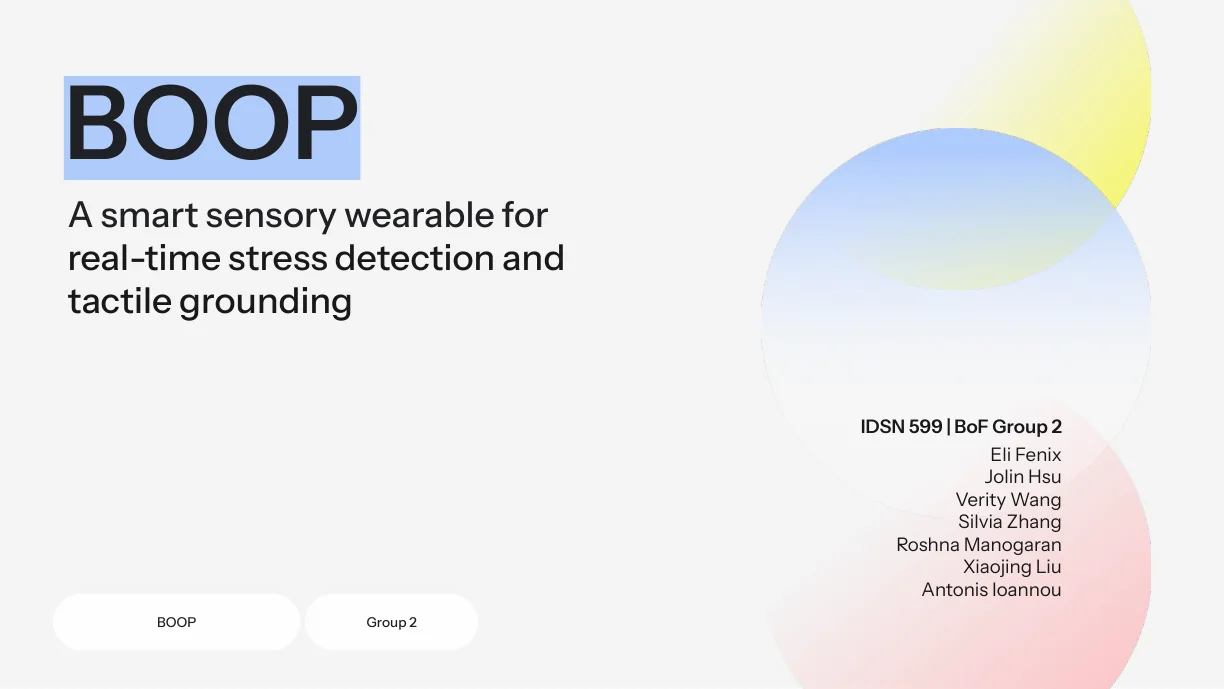 BOOP
A smart sensory wearable for
real-time stress detection and
tactile grounding
IDSN 599 | BoF Group 2
Eli Fenix
Jolin Hsu
Verity Wang
Silvia Zhang
Roshna Manogaran
Xiaojing Liu
Antonis Ioannou
BOOP
Group 2